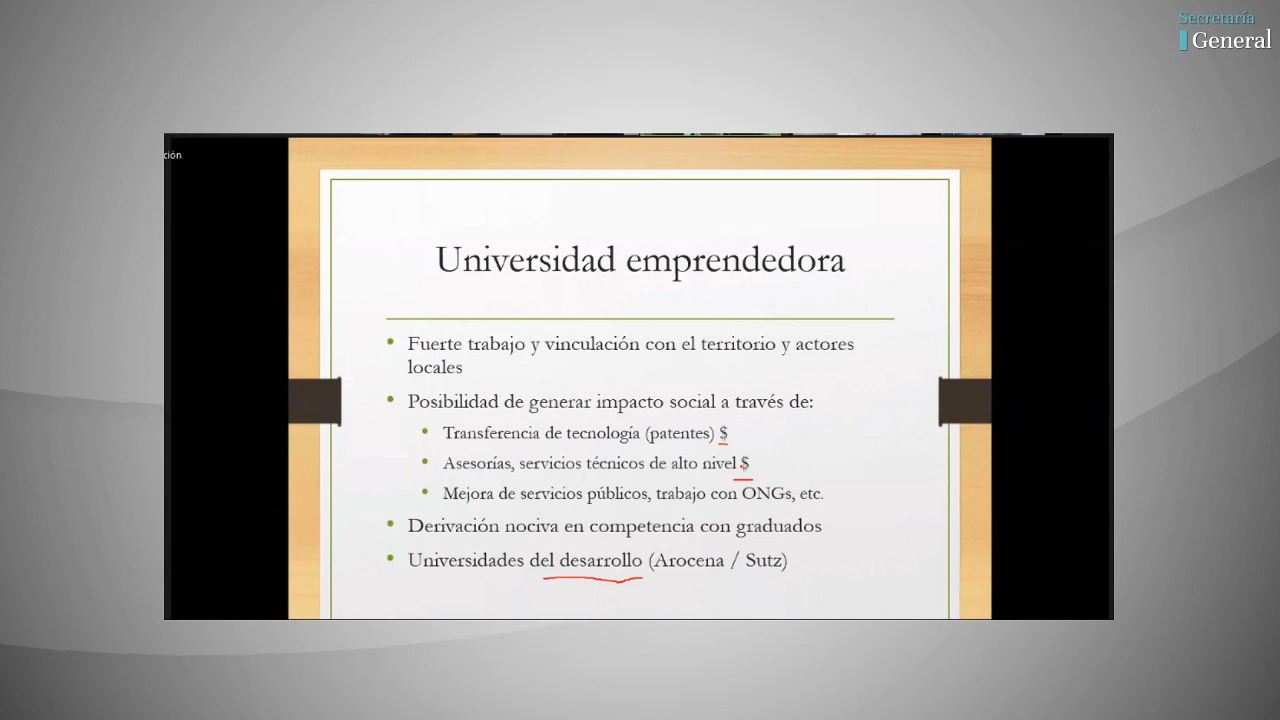 Secretaría
General
ción
Universidad emprendedora
Fuerte trabajo y vinculación con el territorio y actores
locales
Posibilidad de generar impacto social a través de:
Transferencia de tecnología (patentes) $
Asesorías, servicios técnicos de alto nivel $
Mejora de servicios públicos, trabajo con ONGs, etc.
Derivación nociva en competencia con graduados
Universidades del desarrollo (Arocena / Sutz)